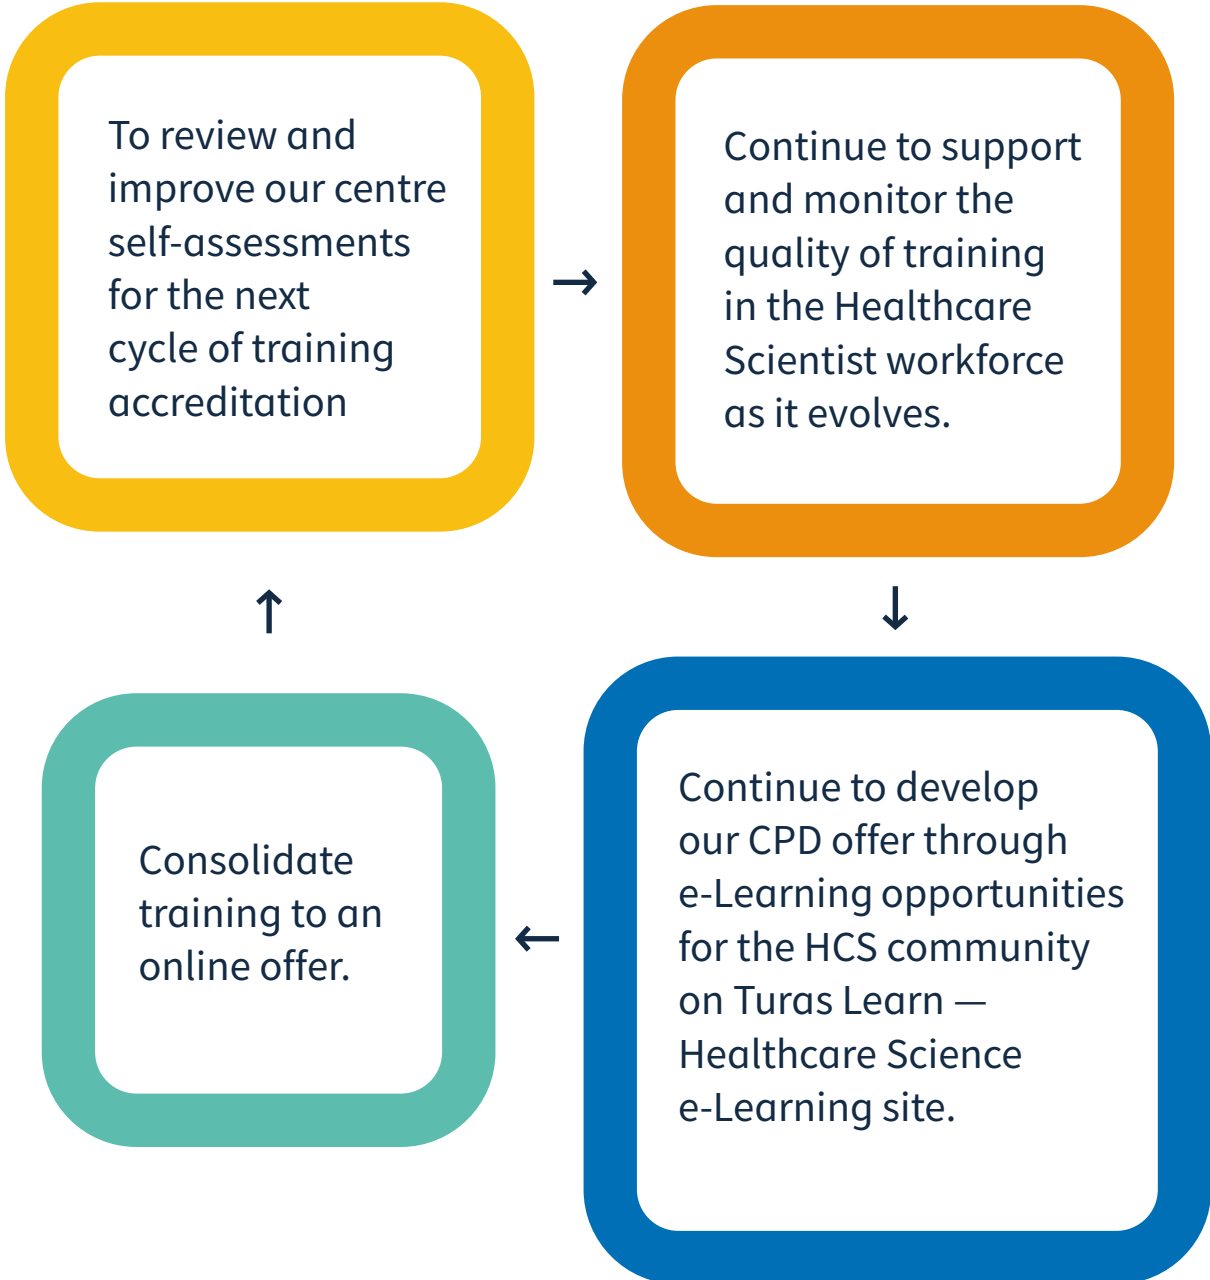 To review and
improve our centre
self-assessments
for the next
cycle of training
accreditation
→
Continue to support
and monitor the
quality of training
in the Healthcare
Scientist workforce
as it evolves.
↓
Continue to develop
our CPD offer through
e-Learning opportunities
for the HCS community
on Turas Learn —
Healthcare Science
e-Learning site.
←
Consolidate
training to an
online offer.
↑